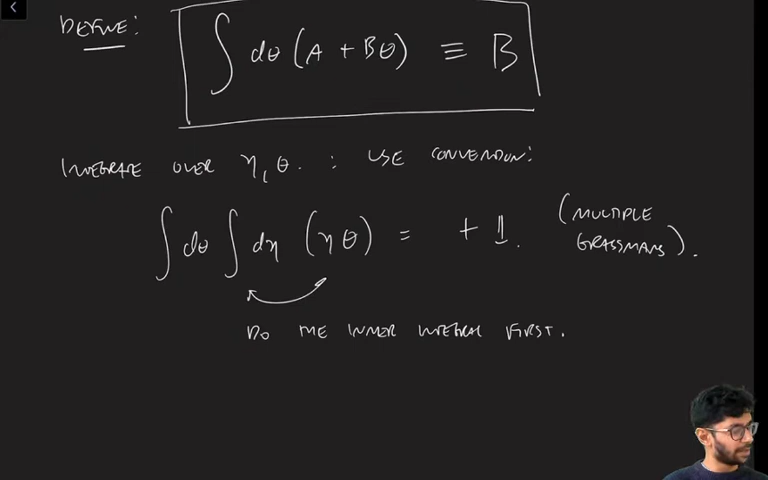 DEFINE:
∫ dθ (A + Bθ) ≡ B
INTEGRATE OVER η, θ. : USE CONVENTION:
∫ dθ ∫ dη (ηθ) = + 1. (MULTIPLE
GRASSMANS).
DO THE INNER INTEGRAL FIRST.